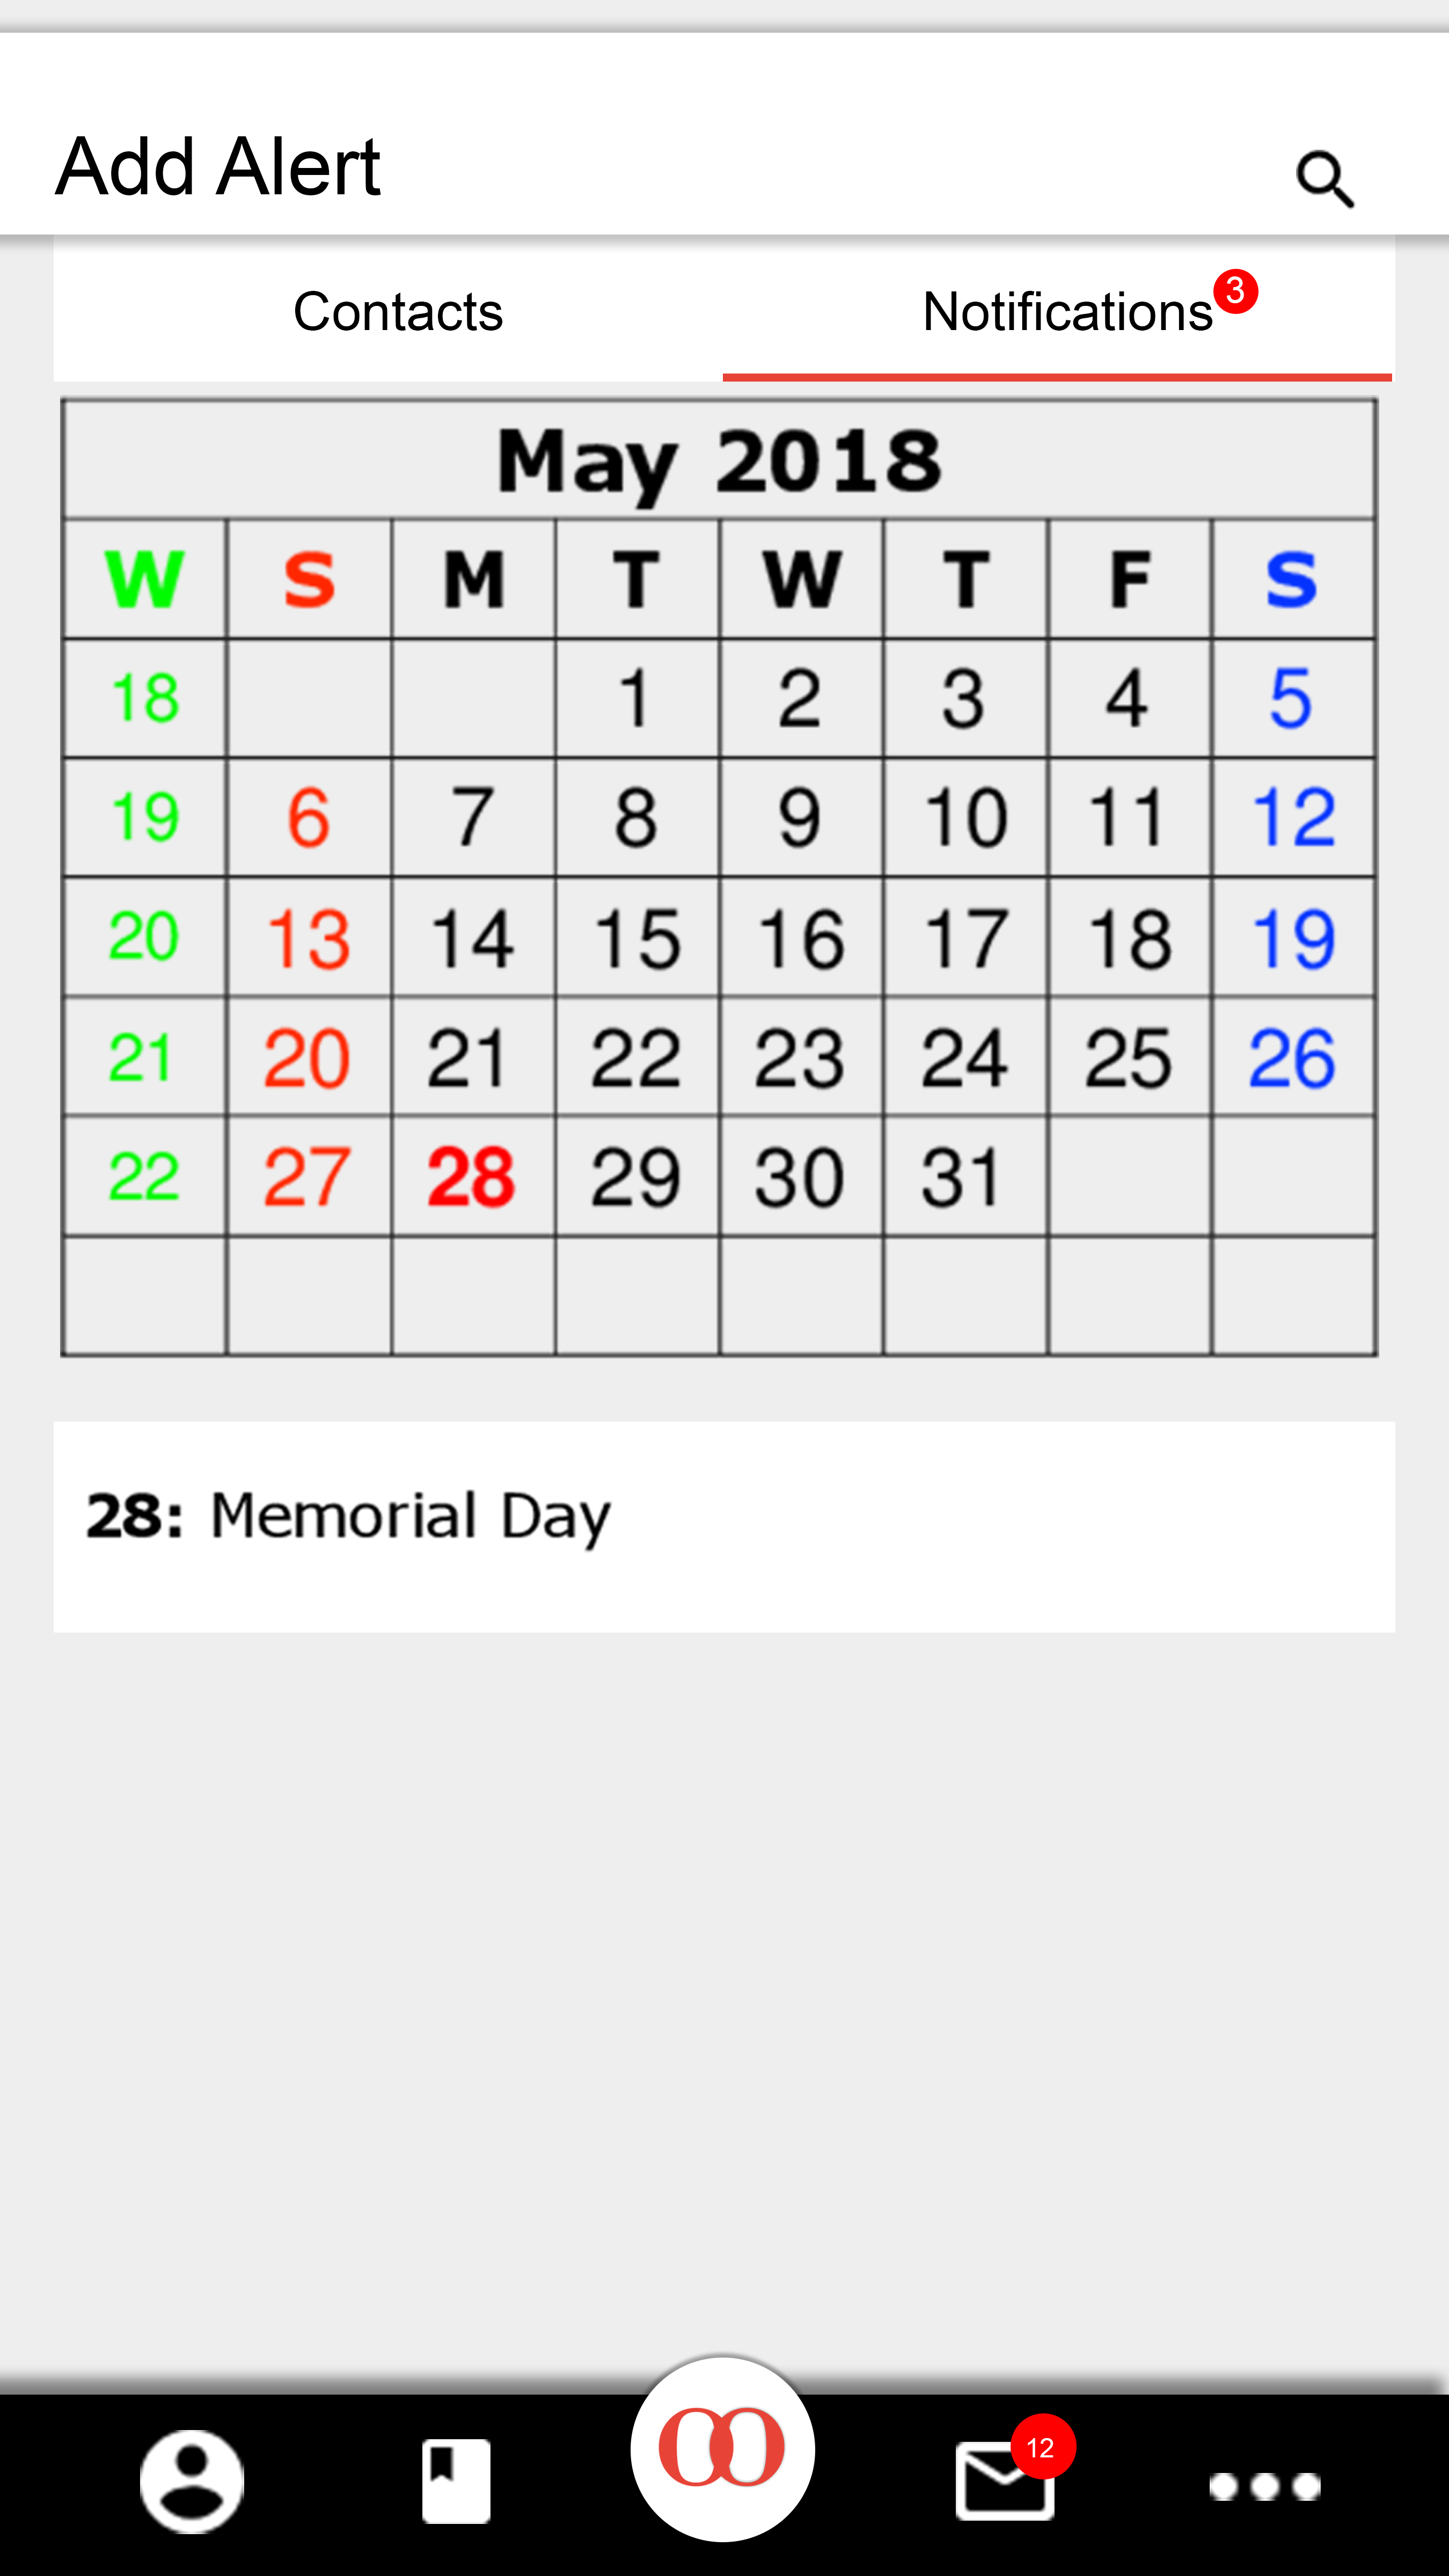 Add Alert
Contacts Notifications 3
May 2018
W S M T W T F S
18 1 2 3 4 5
19 6 7 8 9 10 11 12
20 13 14 15 16 17 18 19
21 20 21 22 23 24 25 26
22 27 28 29 30 31
28: Memorial Day
12